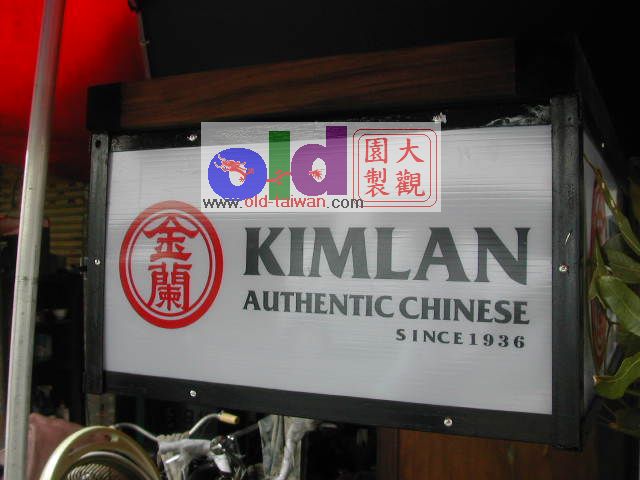 old
大觀園製
www.old-taiwan.com
金蘭
KIMLAN
AUTHENTIC CHINESE
SINCE1936